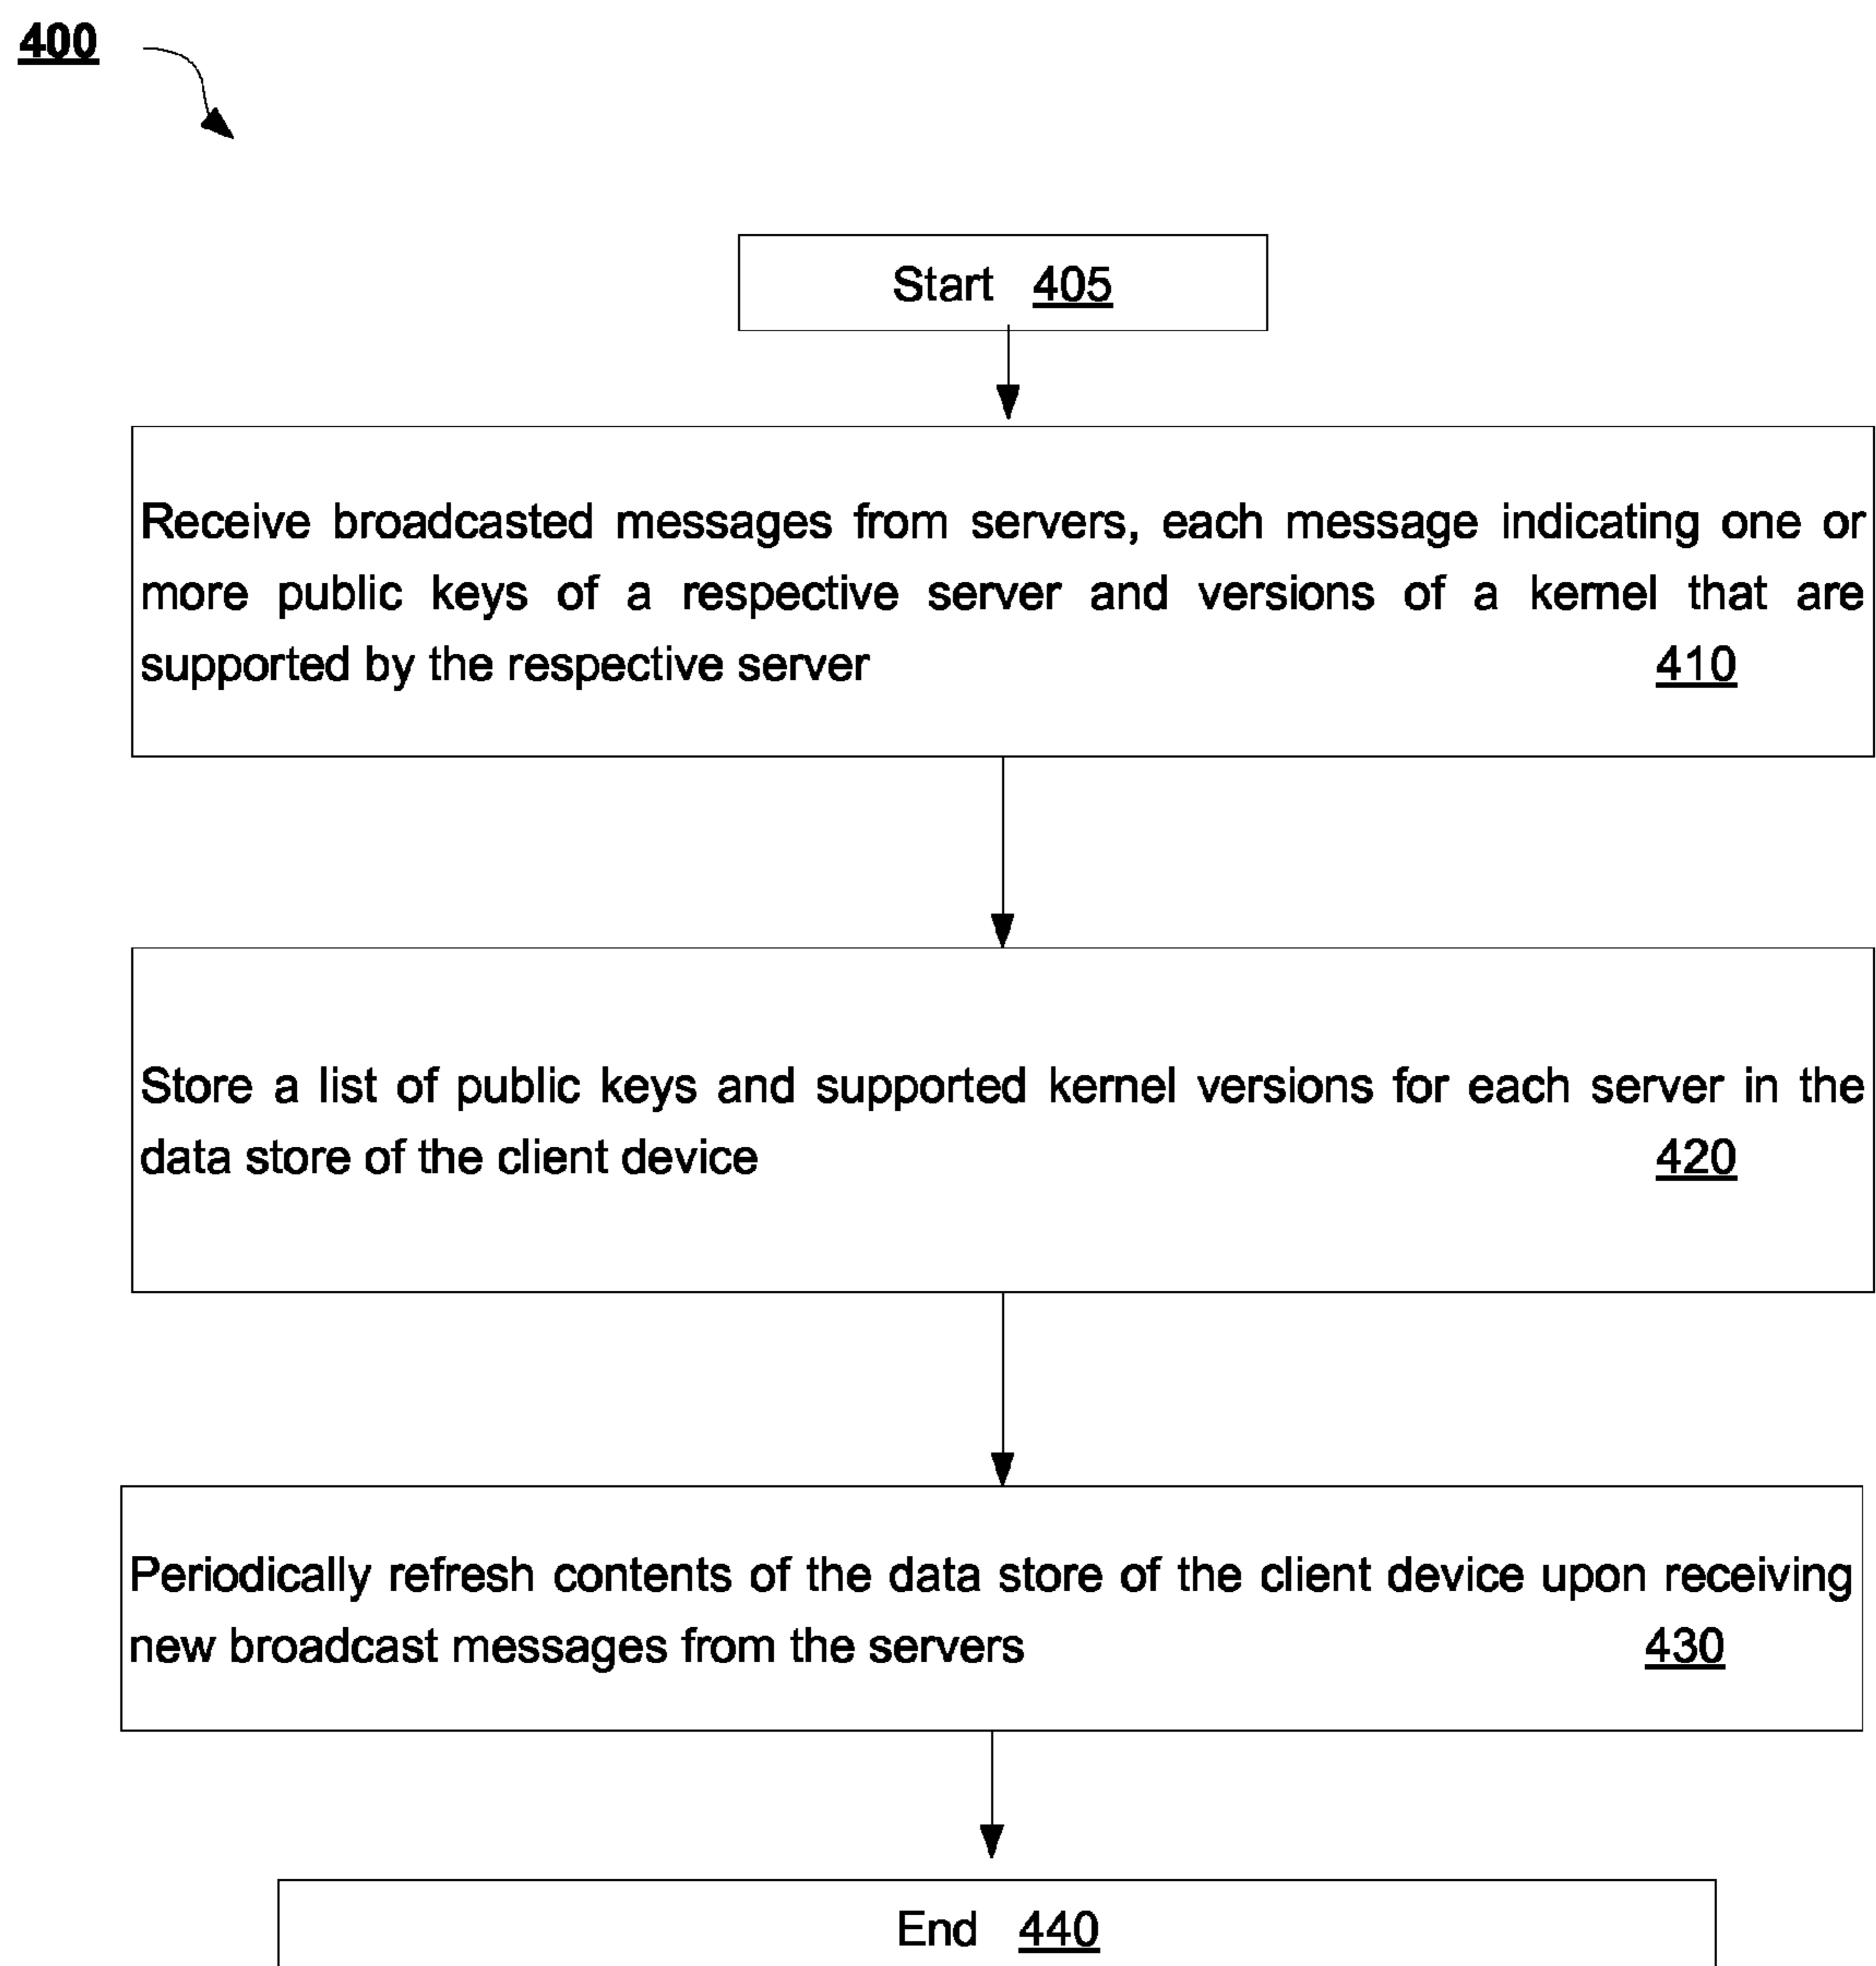 400
Start 405
Receive broadcasted messages from servers, each message indicating one or
more public keys of a respective server and versions of a kernel that are
supported by the respective server 410
Store a list of public keys and supported kernel versions for each server in the
data store of the client device 420
Periodically refresh contents of the data store of the client device upon receiving
new broadcast messages from the servers 430
End 440